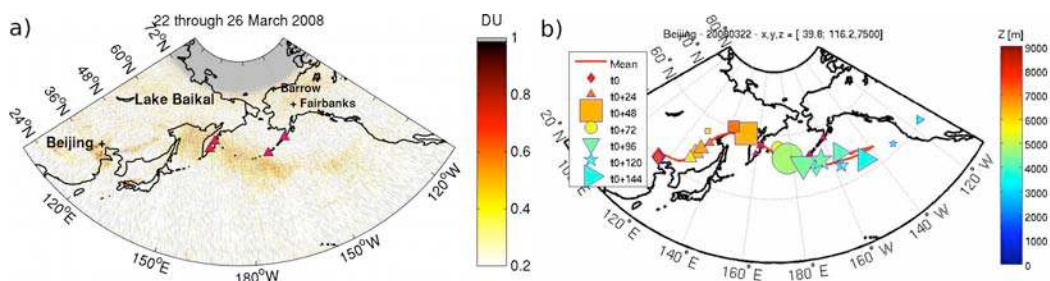 a)
22 through 26 March 2008
DU
72°N
60°N
48°N
36°N
24°N
Barrow
Fairbanks
Lake Baikal
Beijing
120°E
150°E
180°W
150°W
120°W
1
0.8
0.6
0.4
0.2
b)
Beijing - 20080322 - x,y,z = [ 39.6; 116.2,7500]
Z [m]
Mean
t0
t0+24
t0+48
t0+72
t0+96
t0+120
t0+144
80°N
60°N
20°N
120°E
140°E
160°E
180°E
160°W
140°W
120°W
9000
8000
7000
6000
5000
4000
3000
2000
1000
0